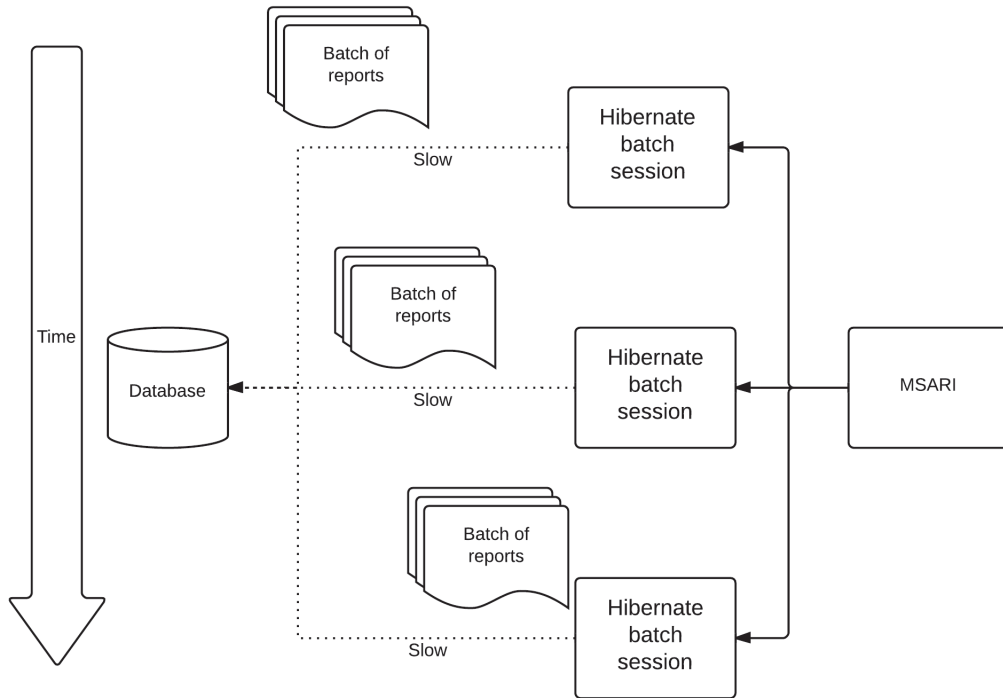 Batch of
reports
Hibernate
batch
session
Slow
Batch of
reports
Time
Database
Hibernate
batch
session
MSARI
Slow
Batch of
reports
Hibernate
batch
session
Slow